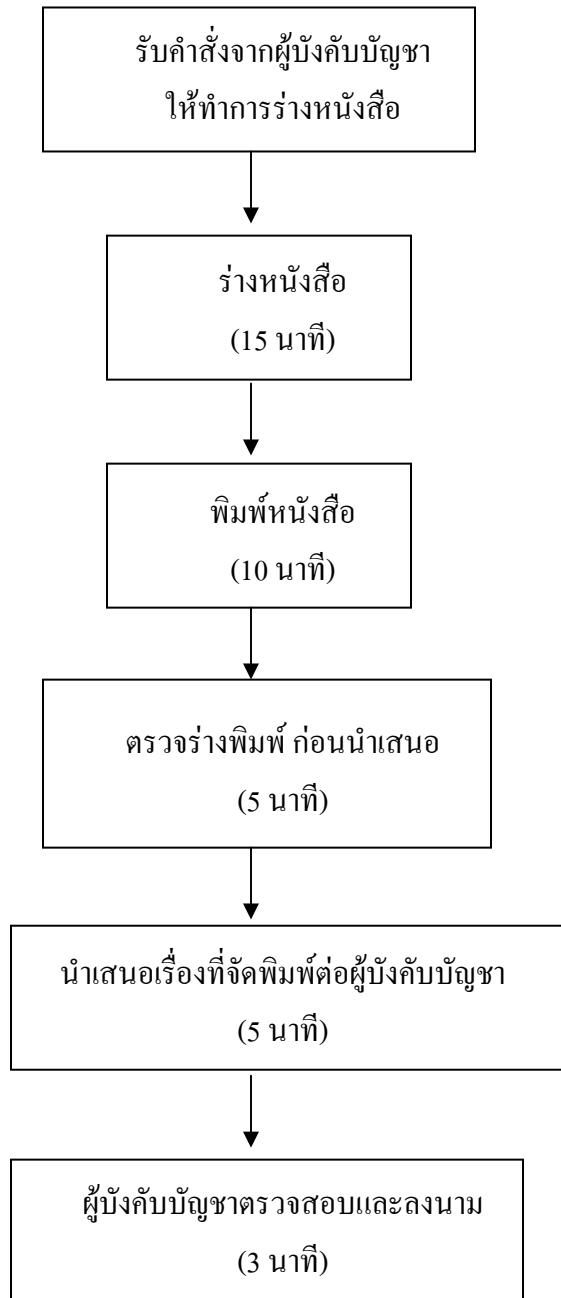 รับคำสั่งจากผู้บังคับบัญชา
ให้ทำการร่างหนังสือ
ร่างหนังสือ
(15 นาที)
พิมพ์หนังสือ
(10 นาที)
ตรวจร่างพิมพ์ ก่อนนำเสนอ
(5 นาที)
นำเสนอเรื่องที่จัดพิมพ์ต่อผู้บังคับบัญชา
(5 นาที)
ผู้บังคับบัญชาตรวจสอบและลงนาม
(3 นาที)